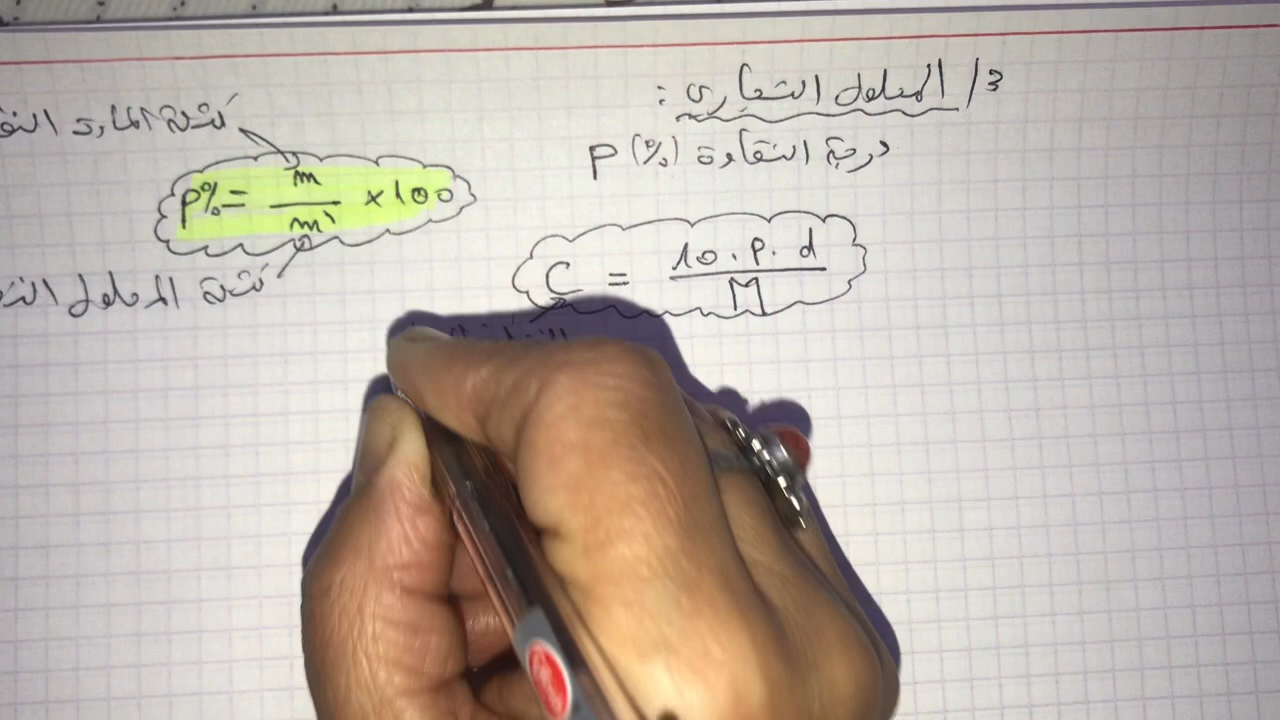 3/ المحلول التجاري :
درجة النقاوة P(%)
كتلة المادة
P% = m / m' × 100
كتلة المحلول
C = 10 . P . d / M